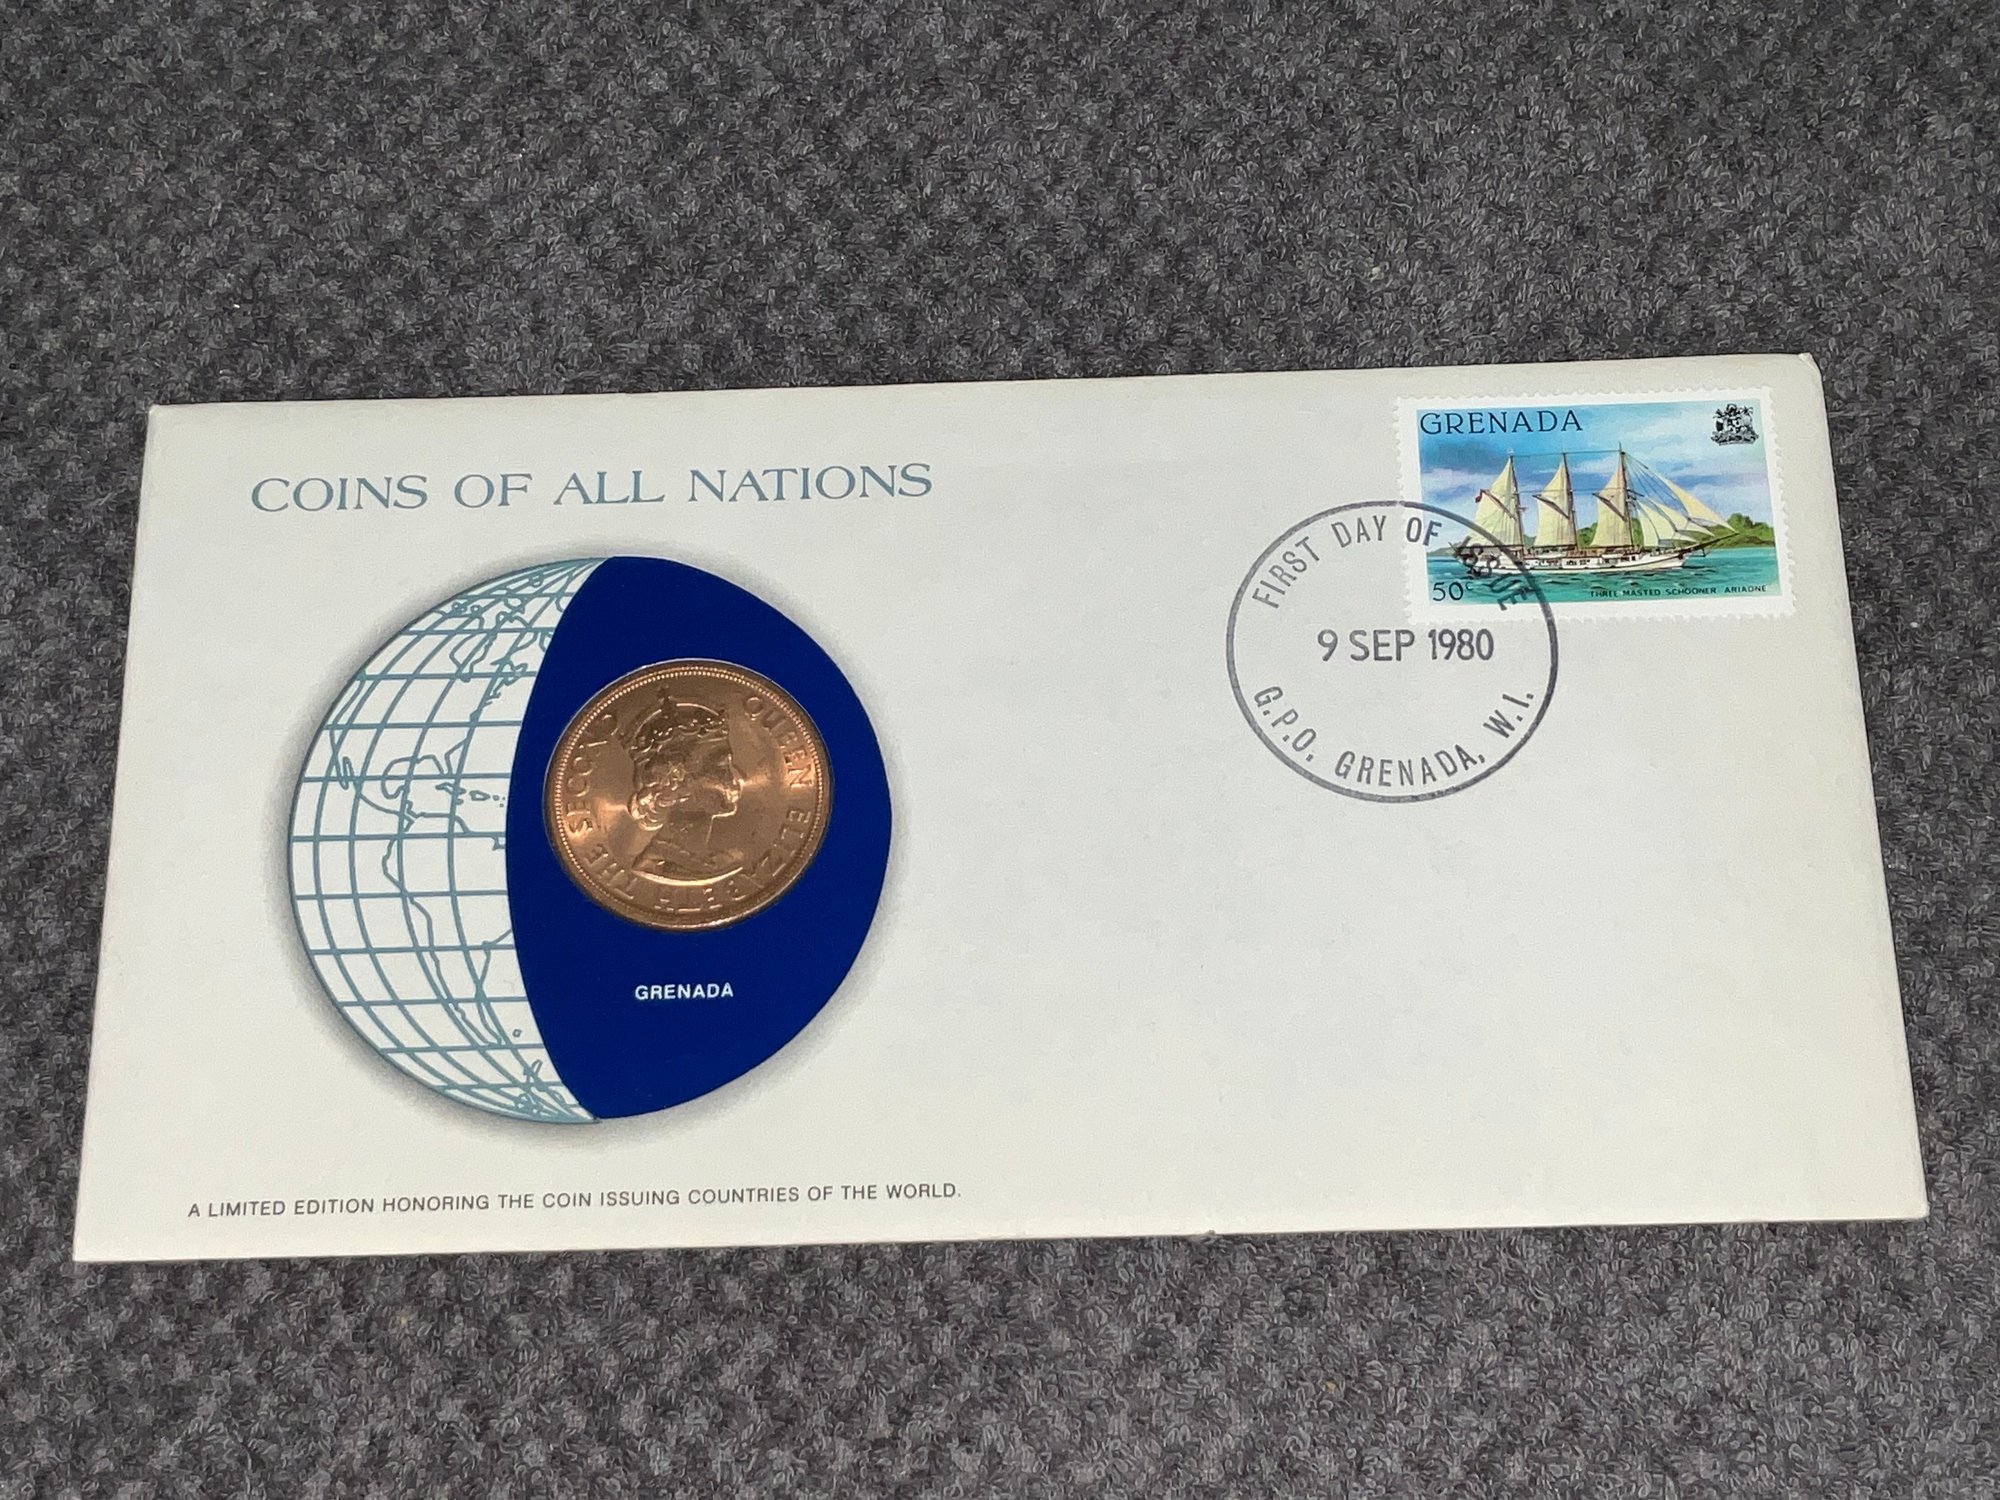 COINS OF ALL NATIONS
GRENADA
50c
THREE MASTED SCHOONER ARIADNE
FIRST DAY OF ISSUE
9 SEP 1980
G.P.O. GRENADA, W.I.
QUEEN ELIZABETH THE SECOND
GRENADA
A LIMITED EDITION HONORING THE COIN ISSUING COUNTRIES OF THE WORLD.